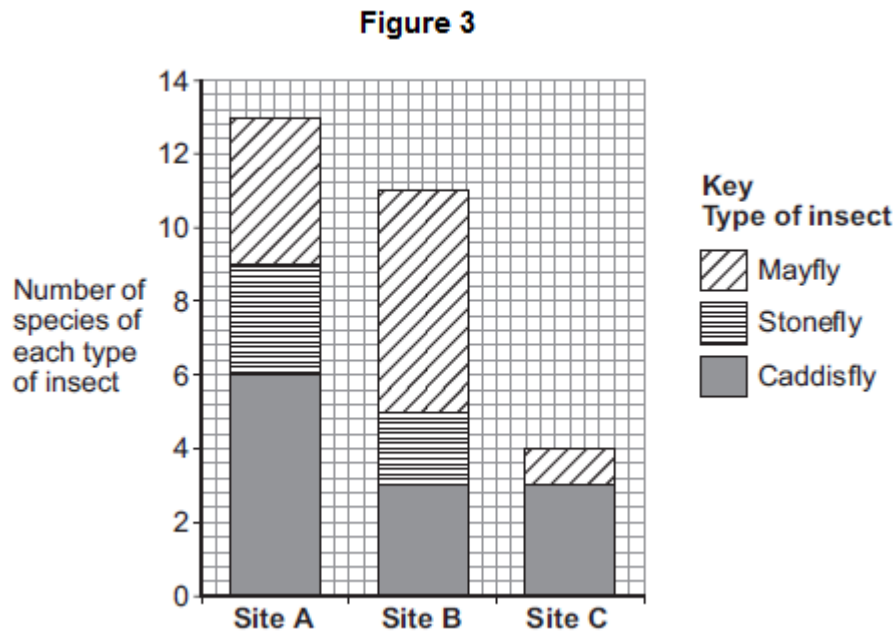 Figure 3
14
12
10
8
6
4
2
0
Number of
species of
each type
of insect
Site A
Site B
Site C
Key
Type of insect
Mayfly
Stonefly
Caddisfly